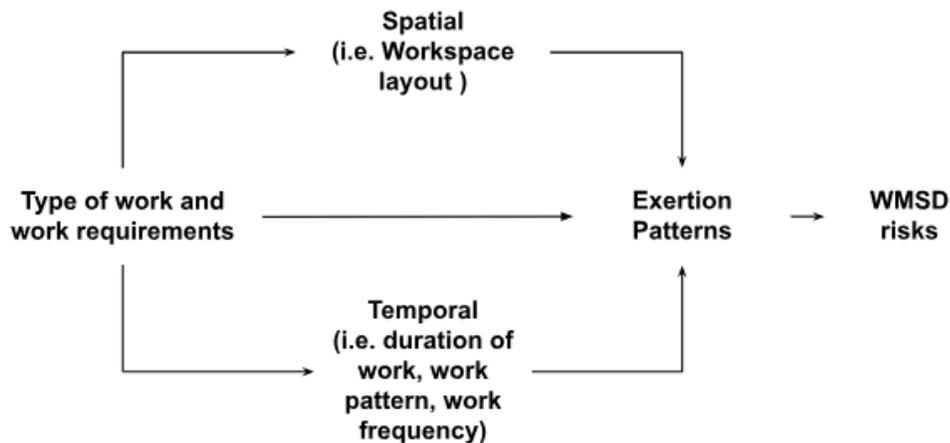 Spatial
(i.e. Workspace
layout )
Type of work and
work requirements
Exertion
Patterns
WMSD
risks
Temporal
(i.e. duration of
work, work
pattern, work
frequency)